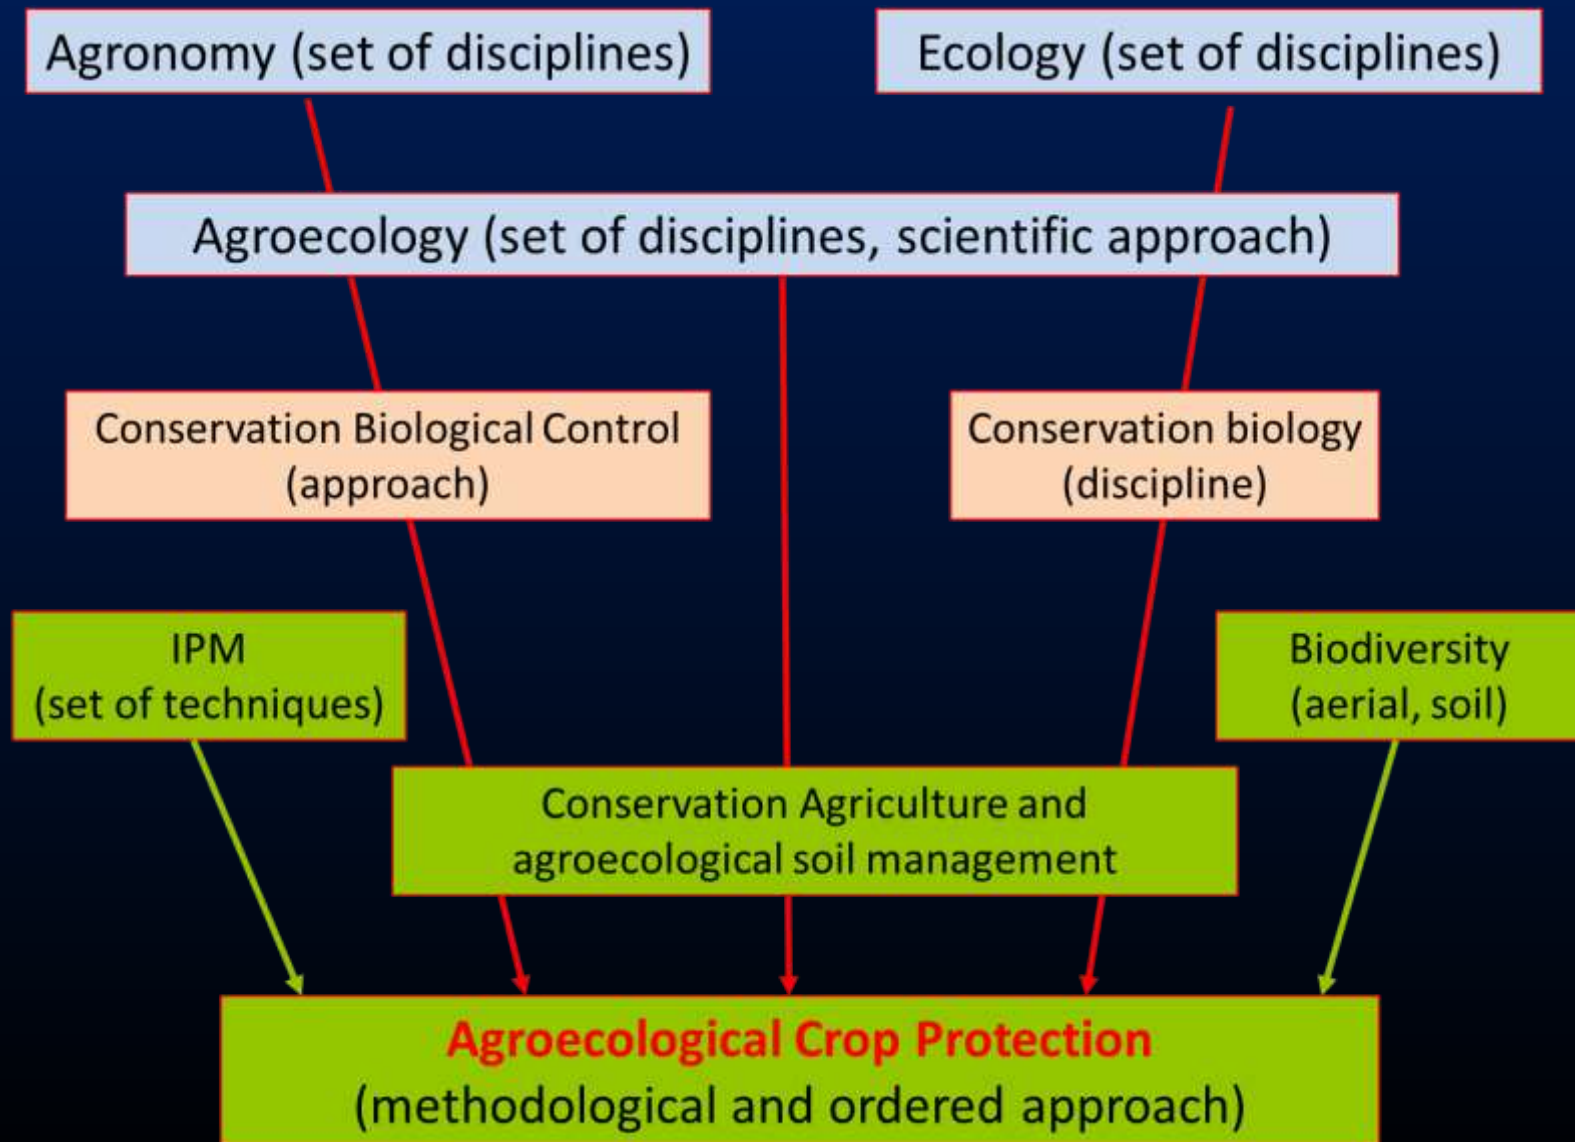 Agronomy (set of disciplines)
Ecology (set of disciplines)
Agroecology (set of disciplines, scientific approach)
Conservation Biological Control
(approach)
Conservation biology
(discipline)
IPM
(set of techniques)
Biodiversity
(aerial, soil)
Conservation Agriculture and
agroecological soil management
Agroecological Crop Protection
(methodological and ordered approach)